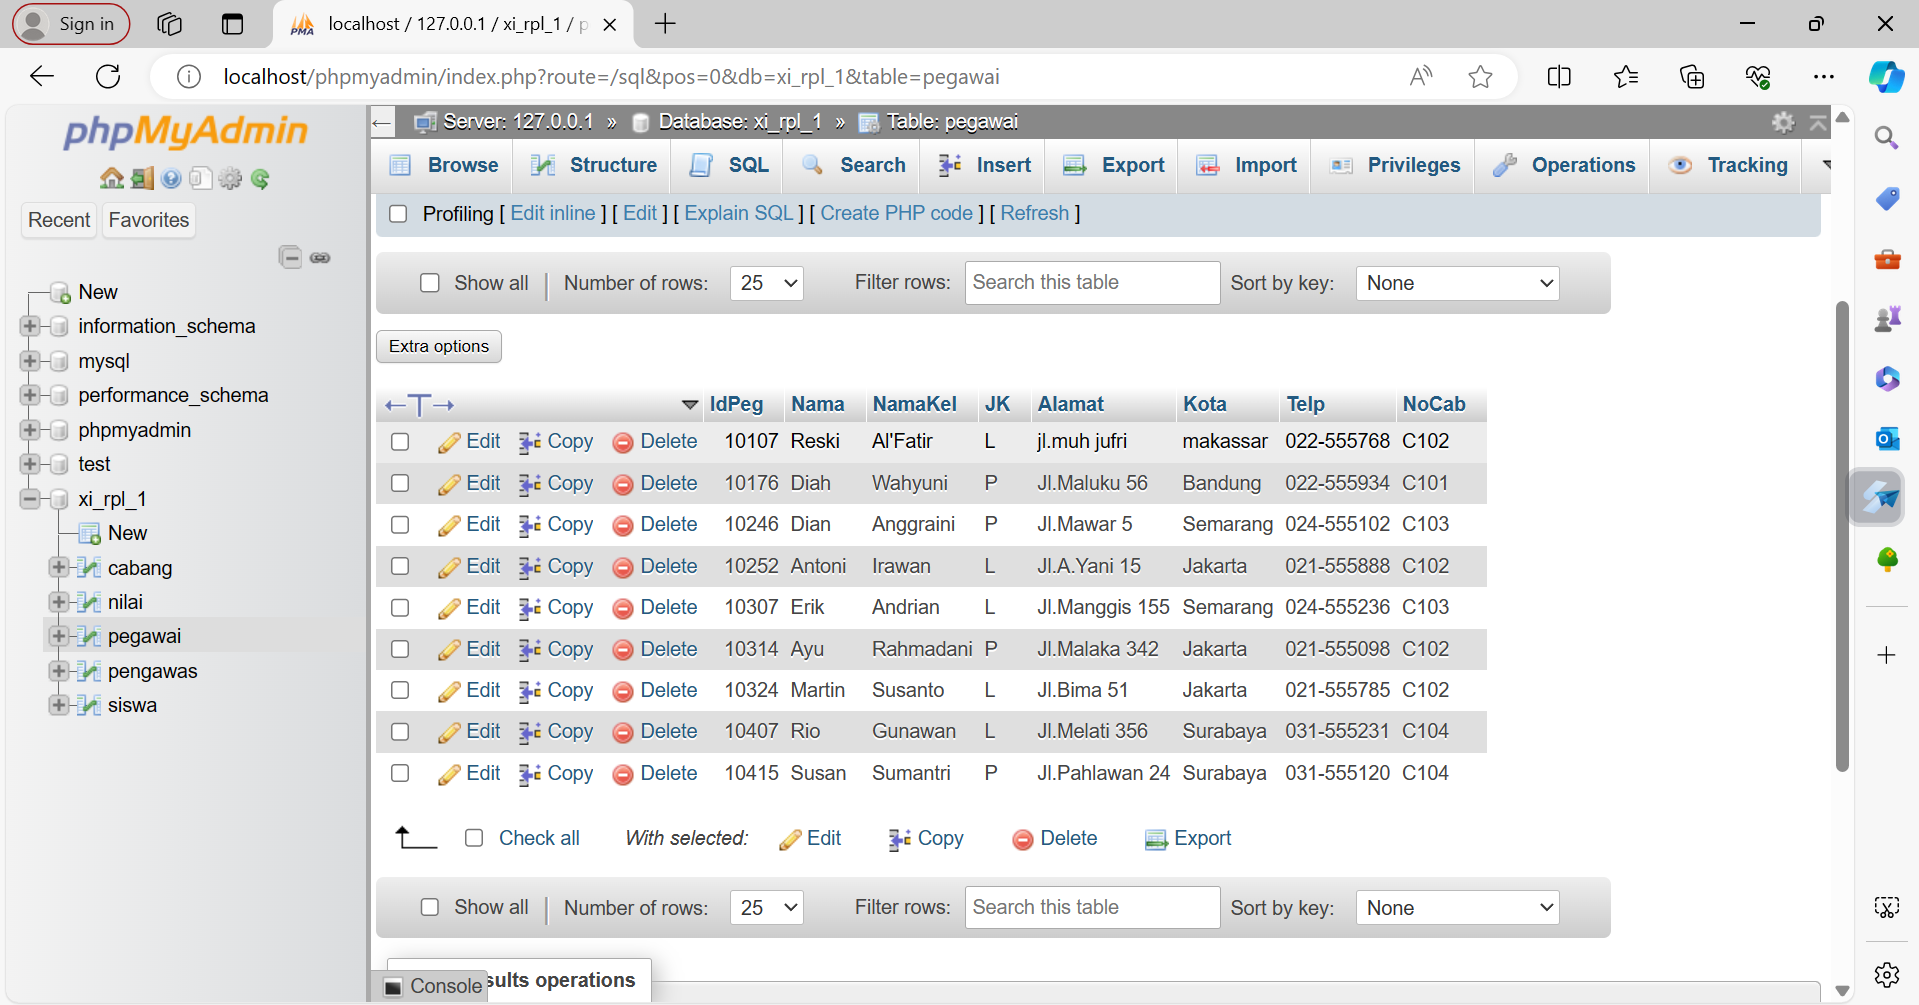 Sign in
localhost / 127.0.0.1 / xi_rpl_1 / p
localhost/phpmyadmin/index.php?route=/sql&pos=0&db=xi_rpl_1&table=pegawai
phpMyAdmin
Recent Favorites
New
information_schema
mysql
performance_schema
phpmyadmin
test
xi_rpl_1
New
cabang
nilai
pegawai
pengawas
siswa
Server: 127.0.0.1 » Database: xi_rpl_1 » Table: pegawai
Browse Structure SQL Search Insert Export Import Privileges Operations Tracking
Profiling [ Edit inline ] [ Edit ] [ Explain SQL ] [ Create PHP code ] [ Refresh ]
Show all | Number of rows: 25 Filter rows: Search this table Sort by key: None
Extra options
←T→ IdPeg Nama NamaKel JK Alamat Kota Telp NoCab
Edit Copy Delete 10107 Reski Al'Fatir L jl.muh jufri makassar 022-555768 C102
Edit Copy Delete 10176 Diah Wahyuni P Jl.Maluku 56 Bandung 022-555934 C101
Edit Copy Delete 10246 Dian Anggraini P Jl.Mawar 5 Semarang 024-555102 C103
Edit Copy Delete 10252 Antoni Irawan L Jl.A.Yani 15 Jakarta 021-555888 C102
Edit Copy Delete 10307 Erik Andrian L Jl.Manggis 155 Semarang 024-555236 C103
Edit Copy Delete 10314 Ayu Rahmadani P Jl.Malaka 342 Jakarta 021-555098 C102
Edit Copy Delete 10324 Martin Susanto L Jl.Bima 51 Jakarta 021-555785 C102
Edit Copy Delete 10407 Rio Gunawan L Jl.Melati 356 Surabaya 031-555231 C104
Edit Copy Delete 10415 Susan Sumantri P Jl.Pahlawan 24 Surabaya 031-555120 C104
Check all With selected: Edit Copy Delete Export
Show all | Number of rows: 25 Filter rows: Search this table Sort by key: None
Console sults operations